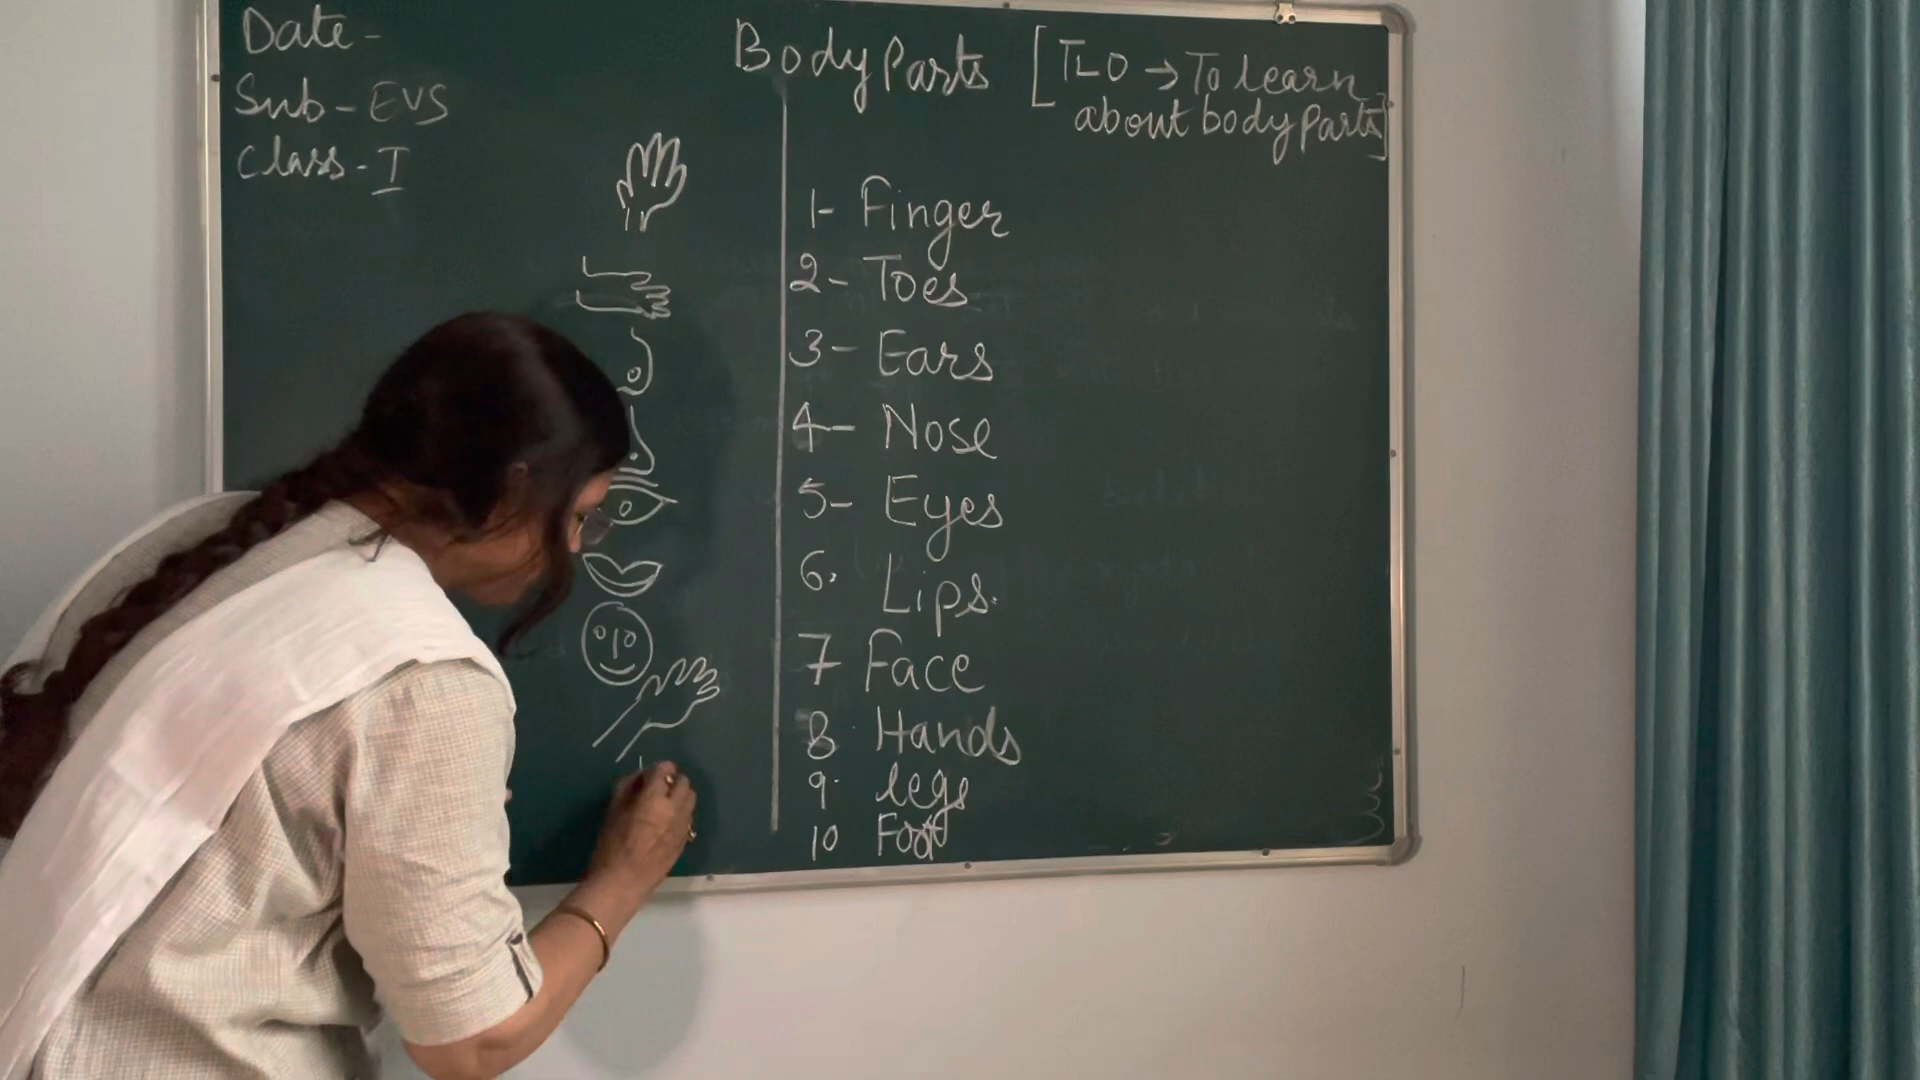 Date -
Sub - EVS
Class - I
Body Parts
[TLO → To learn
about body Parts]
1- Finger
2- Toes
3- Ears
4- Nose
5- Eyes
6. Lips.
7 Face
8 Hands
9. legs
10 Foot